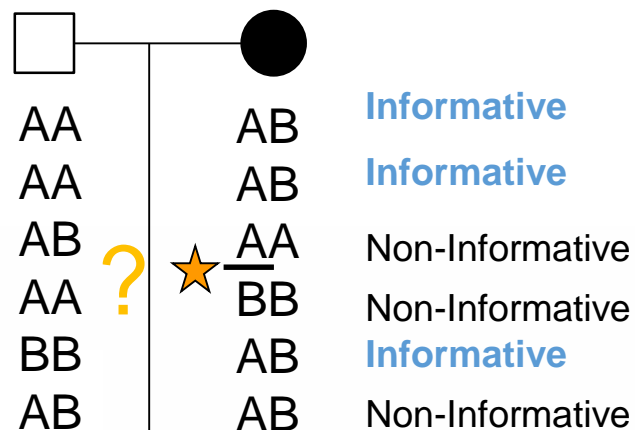 AA AB Informative
AA AB Informative
AB AA Non-Informative
?
AA BB Non-Informative
BB AB Informative
AB AB Non-Informative